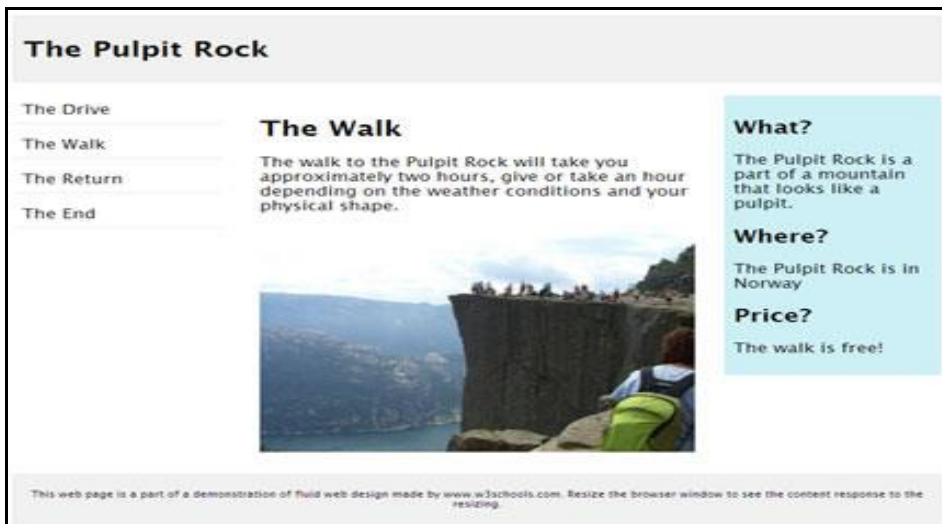 The Pulpit Rock
The Drive
The Walk
The Return
The End
The Walk
The walk to the Pulpit Rock will take you
approximately two hours, give or take an hour
depending on the weather conditions and your
physical shape.
What?
The Pulpit Rock is a
part of a mountain
that looks like a
pulpit.
Where?
The Pulpit Rock is in
Norway
Price?
The walk is free!
This web page is a part of a demonstration of fluid web design made by www.w3schools.com. Resize the browser window to see the content response to the
resizing.